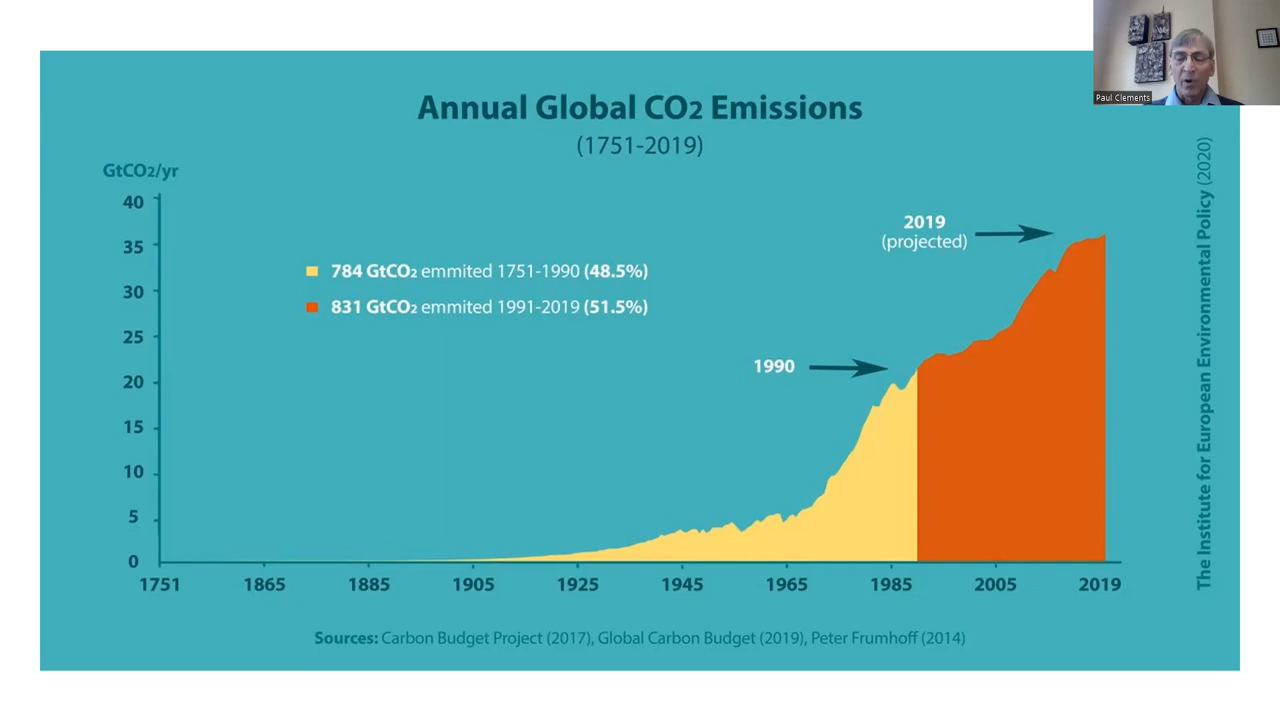 Paul Clements
Annual Global CO2 Emissions
(1751-2019)
GtCO2/yr
40
35
30
25
20
15
10
5
0
2019
(projected)
784 GtCO2 emmited 1751-1990 (48.5%)
831 GtCO2 emmited 1991-2019 (51.5%)
1990
1751 1865 1885 1905 1925 1945 1965 1985 2005 2019
Sources: Carbon Budget Project (2017), Global Carbon Budget (2019), Peter Frumhoff (2014)
The Institute for European Environmental Policy (2020)